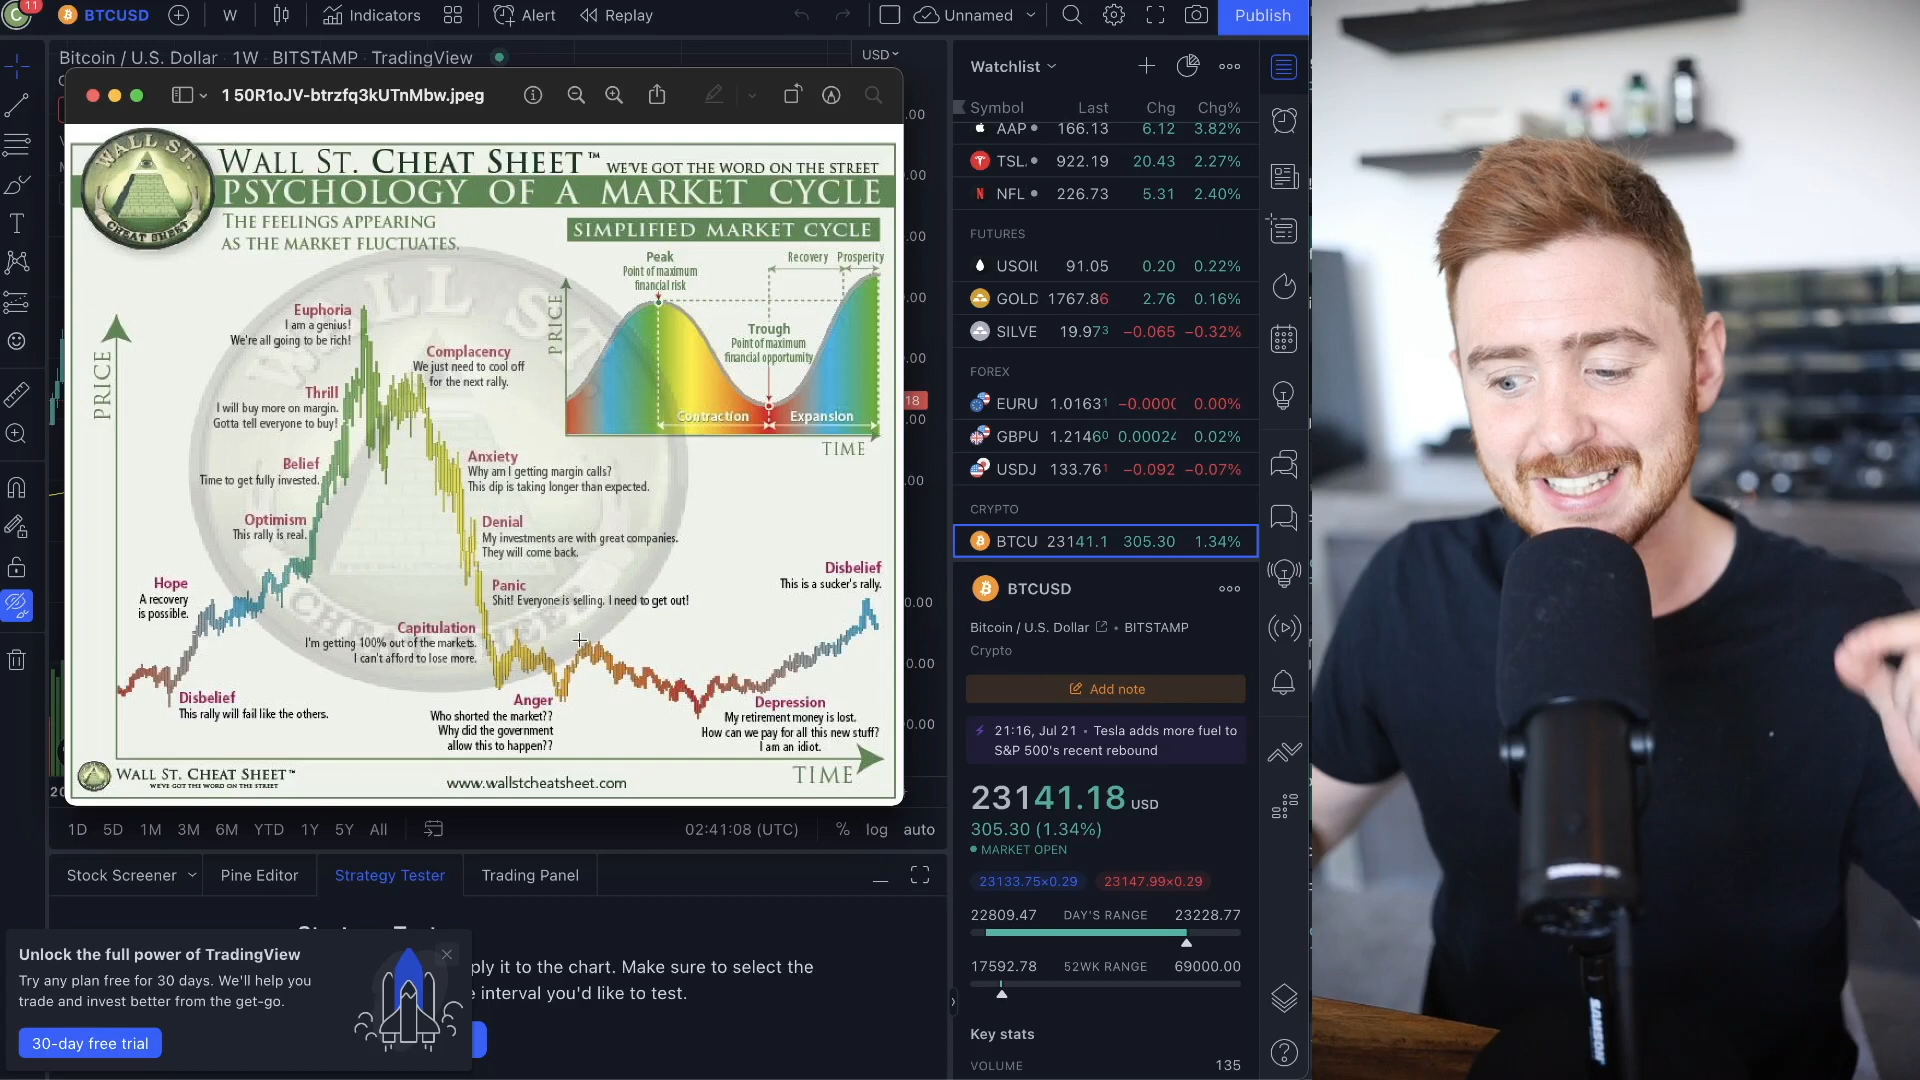 11
BTCUSD
W
Indicators
Alert
Replay
Unnamed
Publish
Bitcoin / U.S. Dollar · 1W · BITSTAMP · TradingView
USD
1 50R1oJV-btrzfq3kUTnMbw.jpeg
WALL ST.
CHEAT SHEET
WALL ST. CHEAT SHEET™
WE'VE GOT THE WORD ON THE STREET
PSYCHOLOGY OF A MARKET CYCLE
THE FEELINGS APPEARING
AS THE MARKET FLUCTUATES.
SIMPLIFIED MARKET CYCLE
Peak
Point of maximum
financial risk
Recovery
Prosperity
Trough
Point of maximum
financial opportunity
Contraction
Expansion
PRICE
TIME
PRICE
Euphoria
I am a genius!
We're all going to be rich!
Complacency
We just need to cool off
for the next rally.
Thrill
I will buy more on margin.
Gotta tell everyone to buy!
Anxiety
Why am I getting margin calls?
This dip is taking longer than expected.
Belief
Time to get fully invested.
Optimism
This rally is real.
Denial
My investments are with great companies.
They will come back.
Hope
A recovery
is possible.
Panic
Shit! Everyone is selling. I need to get out!
Disbelief
This is a sucker's rally.
Capitulation
I'm getting 100% out of the markets.
I can't afford to lose more.
Disbelief
This rally will fail like the others.
Anger
Who shorted the market??
Why did the government
allow this to happen??
Depression
My retirement money is lost.
How can we pay for all this new stuff?
I am an idiot.
TIME
WALL ST. CHEAT SHEET™
WE'VE GOT THE WORD ON THE STREET
www.wallstcheatsheet.com
1D 5D 1M 3M 6M YTD 1Y 5Y All
02:41:08 (UTC)
% log auto
Stock Screener
Pine Editor
Strategy Tester
Trading Panel
ply it to the chart. Make sure to select the
e interval you'd like to test.
Unlock the full power of TradingView
Try any plan free for 30 days. We'll help you
trade and invest better from the get-go.
30-day free trial
Watchlist
Symbol Last Chg Chg%
AAP 166.13 6.12 3.82%
TSL 922.19 20.43 2.27%
NFL 226.73 5.31 2.40%
FUTURES
USOI 91.05 0.20 0.22%
GOLD 1767.86 2.76 0.16%
SILVE 19.973 −0.065 −0.32%
FOREX
EURU 1.01631 −0.000 0.00%
GBPU 1.21460 0.00024 0.02%
USDJ 133.761 −0.092 −0.07%
CRYPTO
BTCU 23141.1 305.30 1.34%
BTCUSD
Bitcoin / U.S. Dollar • BITSTAMP
Crypto
Add note
21:16, Jul 21 • Tesla adds more fuel to
S&P 500's recent rebound
23141.18 USD
305.30 (1.34%)
MARKET OPEN
23133.75×0.29 23147.99×0.29
22809.47 DAY'S RANGE 23228.77
17592.78 52WK RANGE 69000.00
Key stats
VOLUME 135
SAMSON